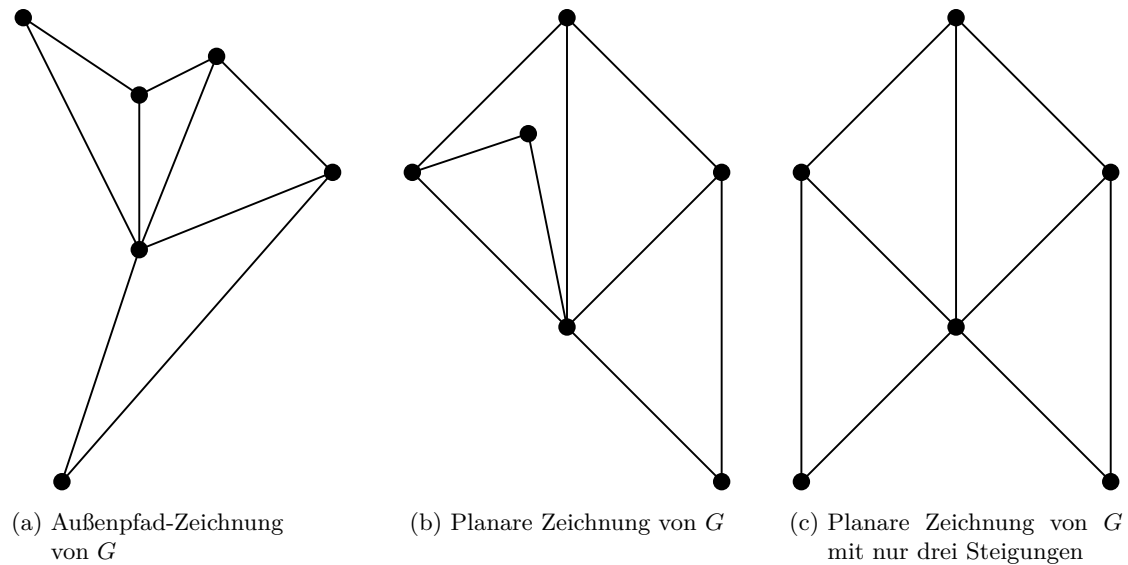 (a) Außenpfad-Zeichnung
von G
(b) Planare Zeichnung von G
(c) Planare Zeichnung von G
mit nur drei Steigungen